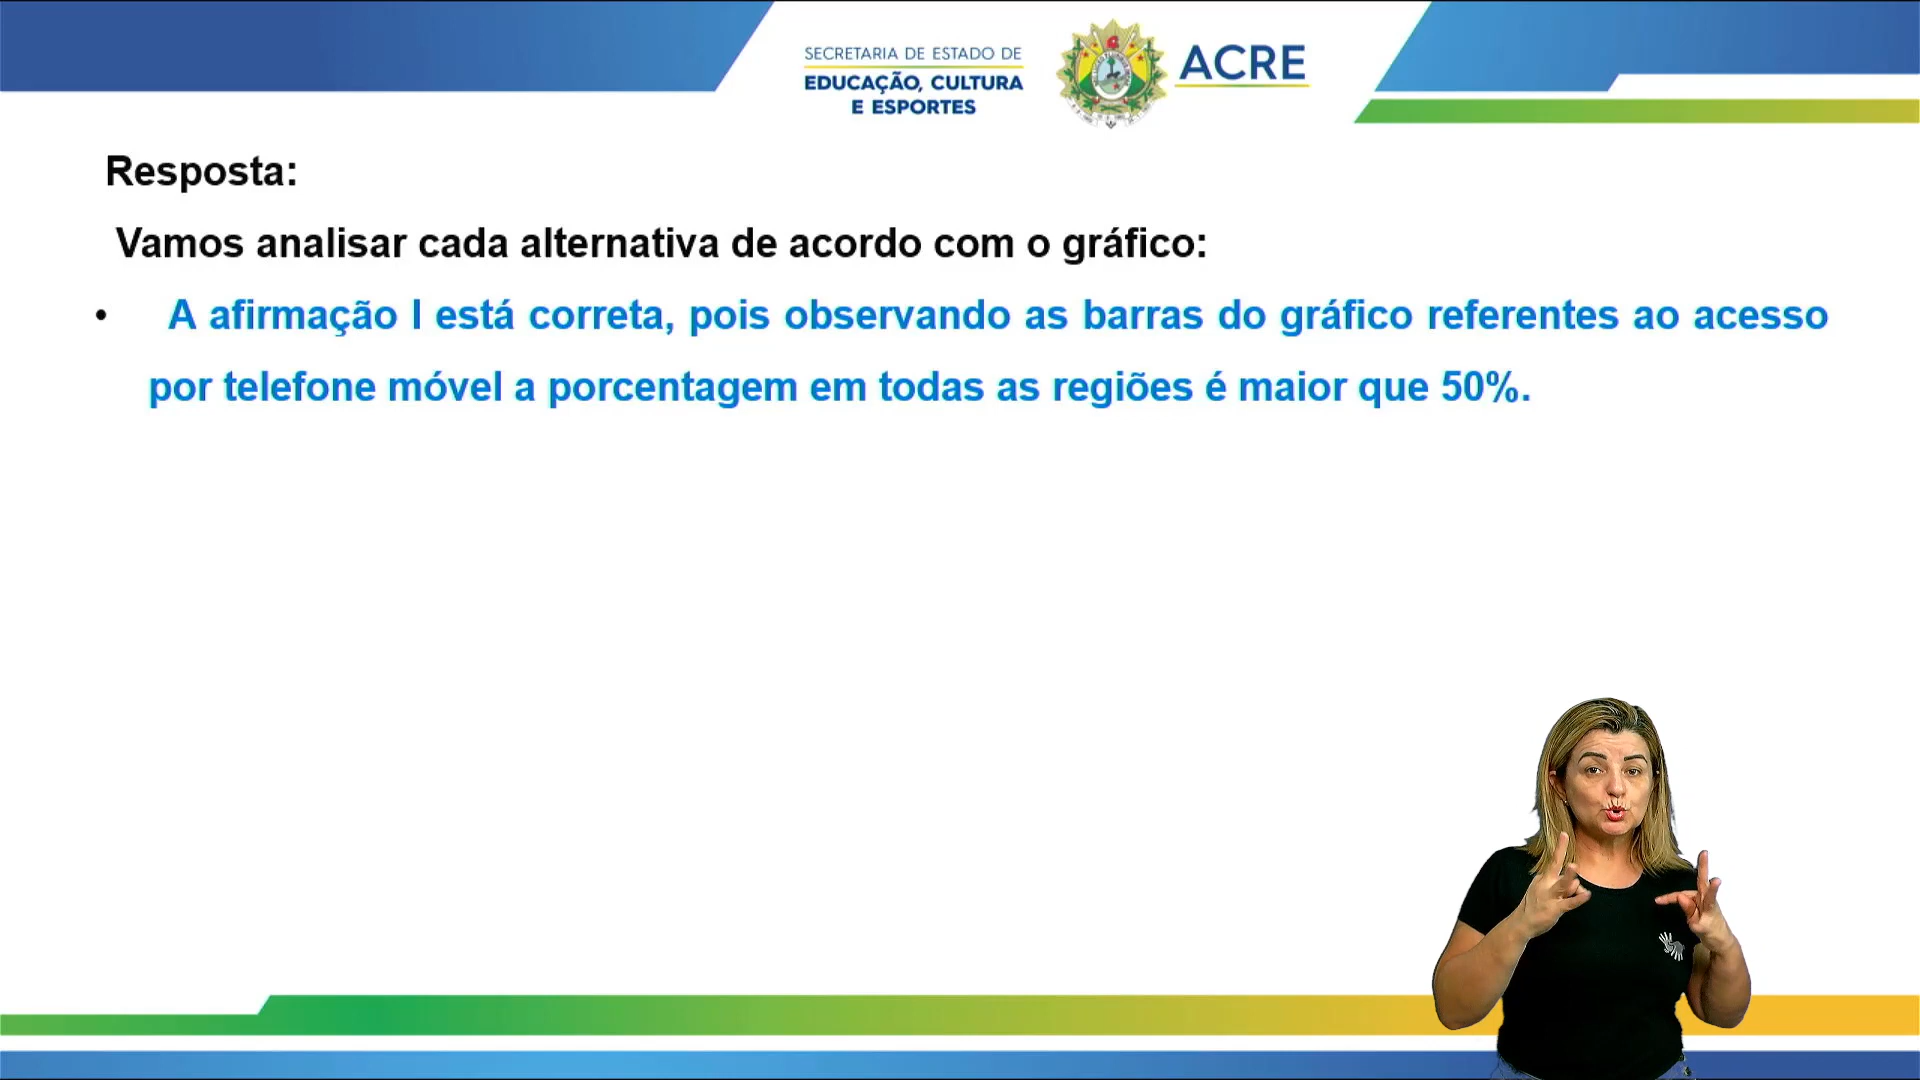 SECRETARIA DE ESTADO DE
EDUCAÇÃO, CULTURA
E ESPORTES
ACRE
Resposta:
Vamos analisar cada alternativa de acordo com o gráfico:
• A afirmação I está correta, pois observando as barras do gráfico referentes ao acesso
por telefone móvel a porcentagem em todas as regiões é maior que 50%.